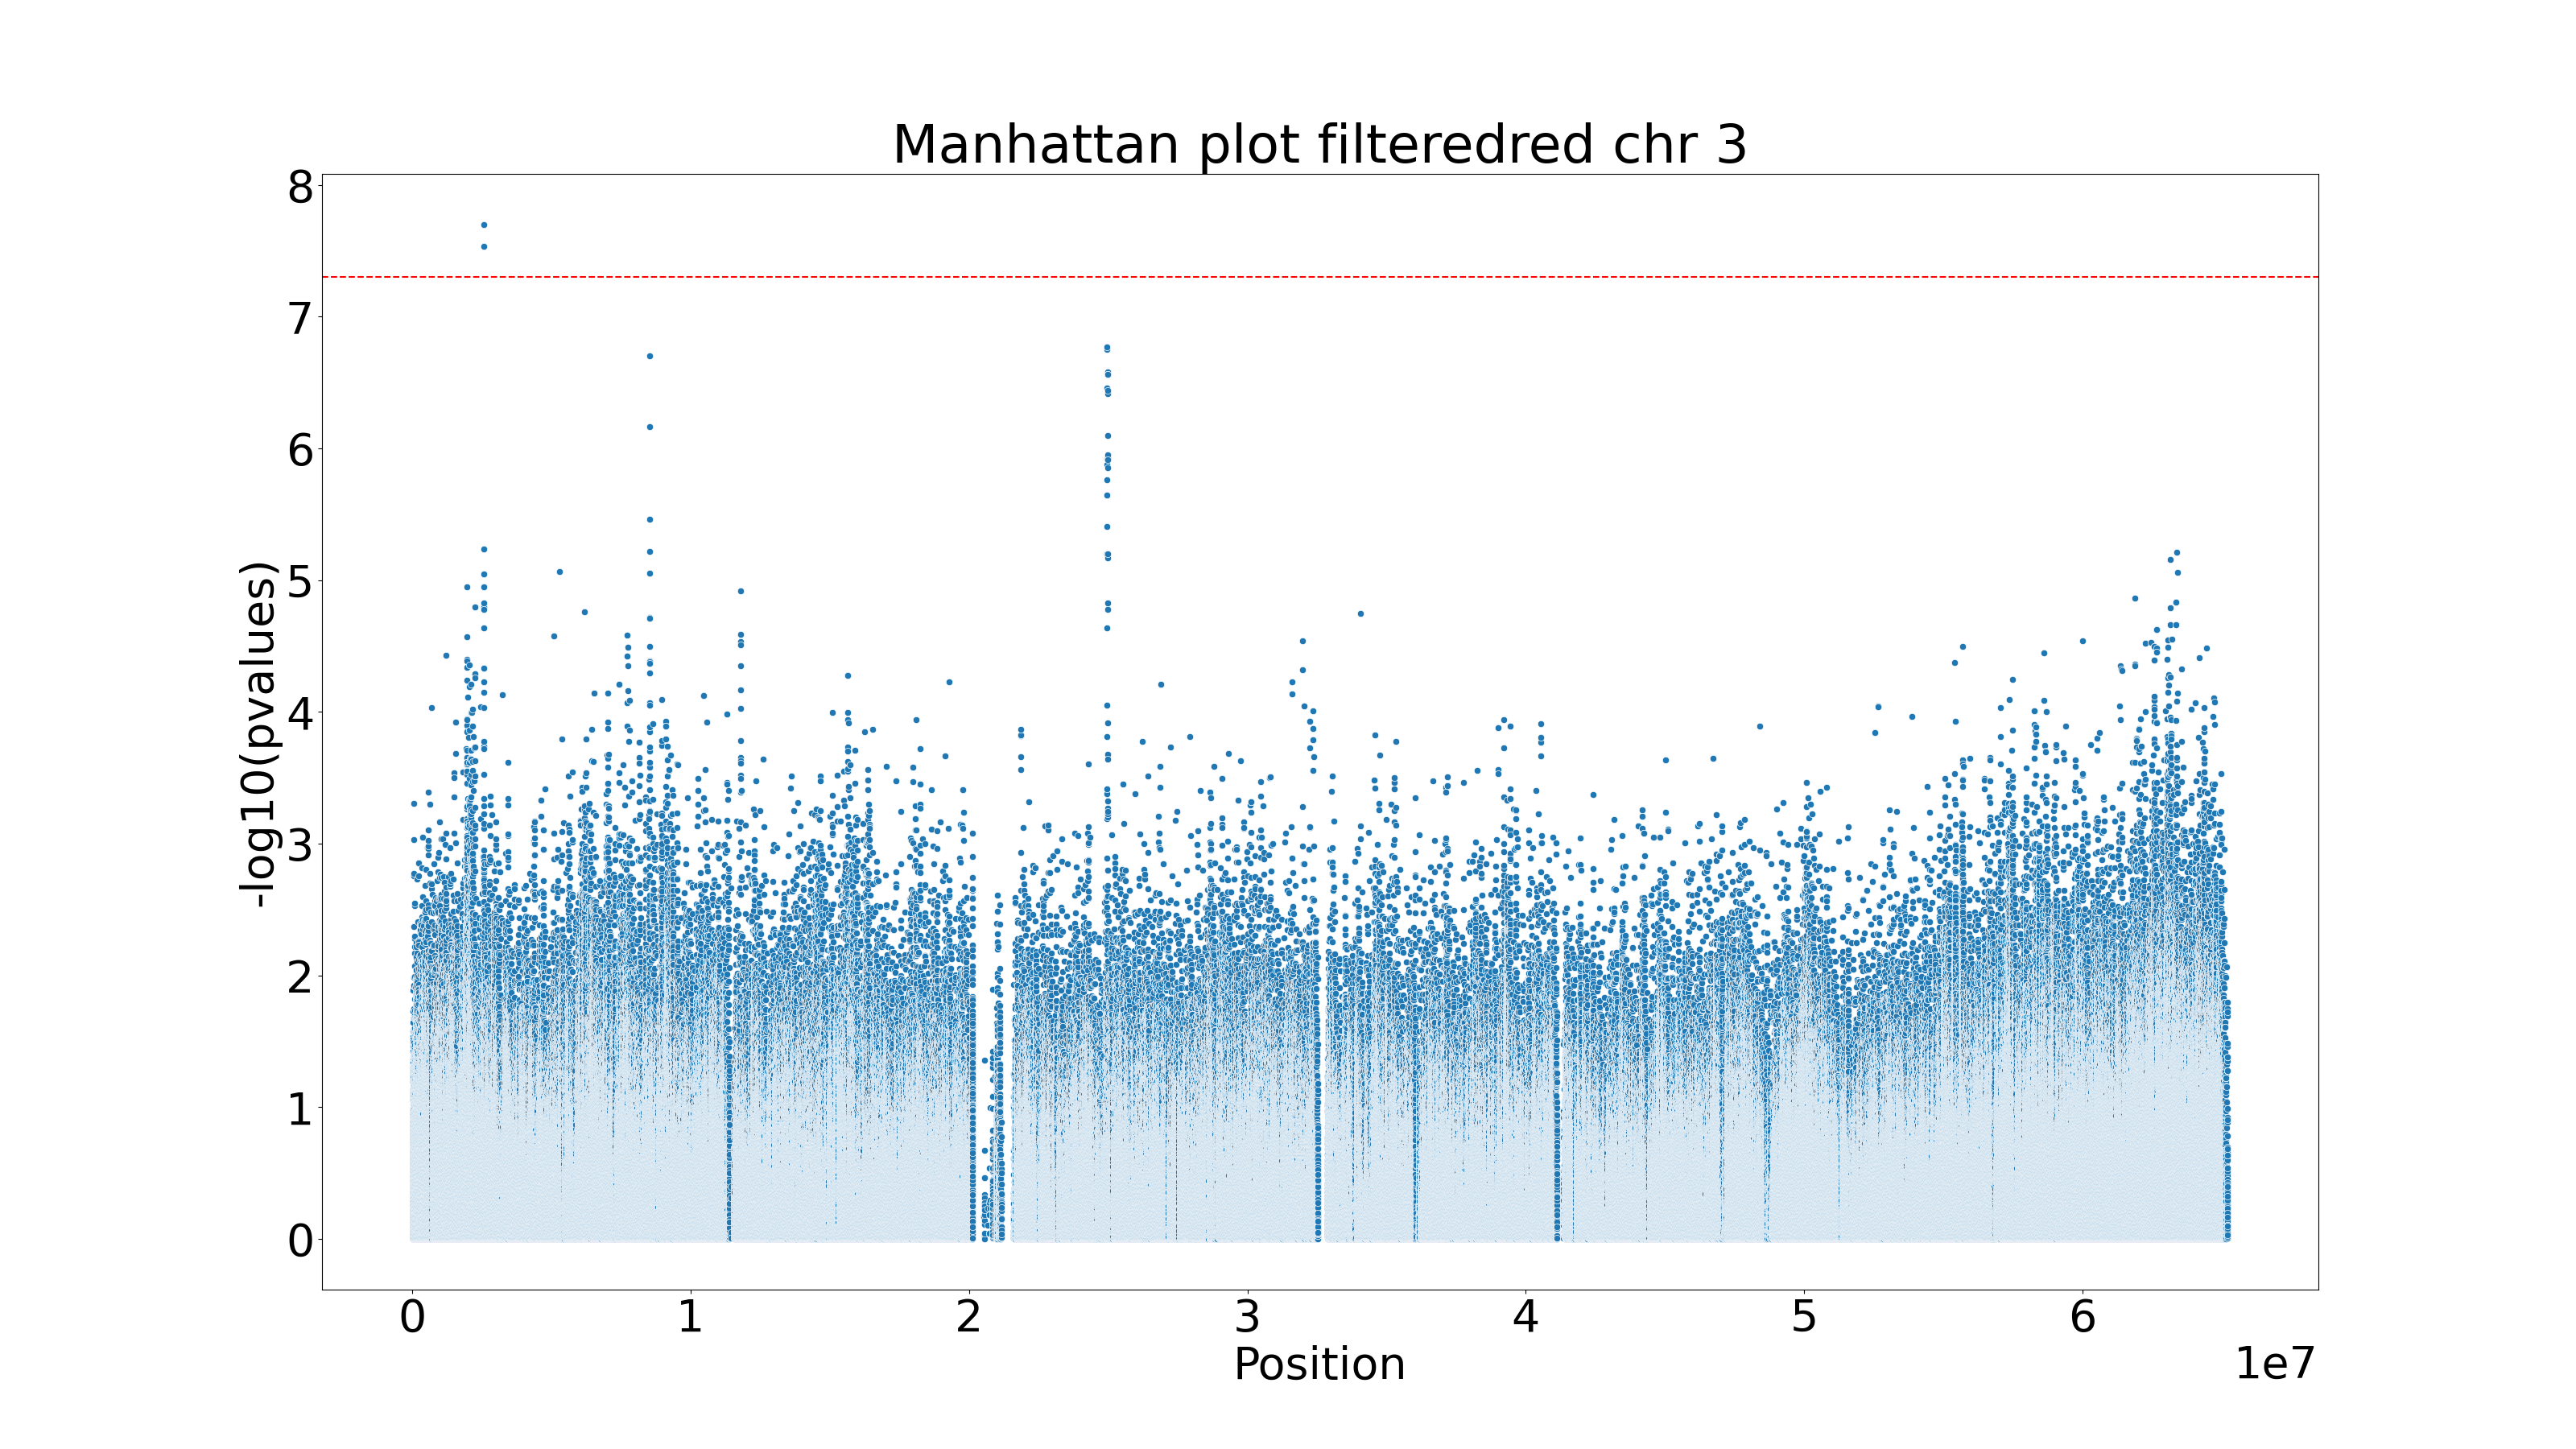 Manhattan plot filteredred chr 3
8
7
6
5
4
3
2
1
0
-log10(pvalues)
0 1 2 3 4 5 6
Position
1e7